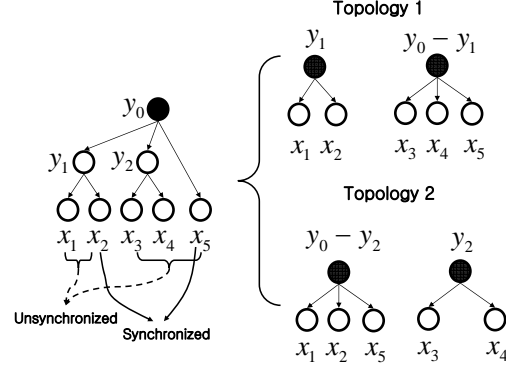 Topology 1
y₁ y₀ − y₁
x₁ x₂ x₃ x₄ x₅
y₀
y₁ y₂
x₁ x₂ x₃ x₄ x₅
Unsynchronized
Synchronized
Topology 2
y₀ − y₂ y₂
x₁ x₂ x₅ x₃ x₄